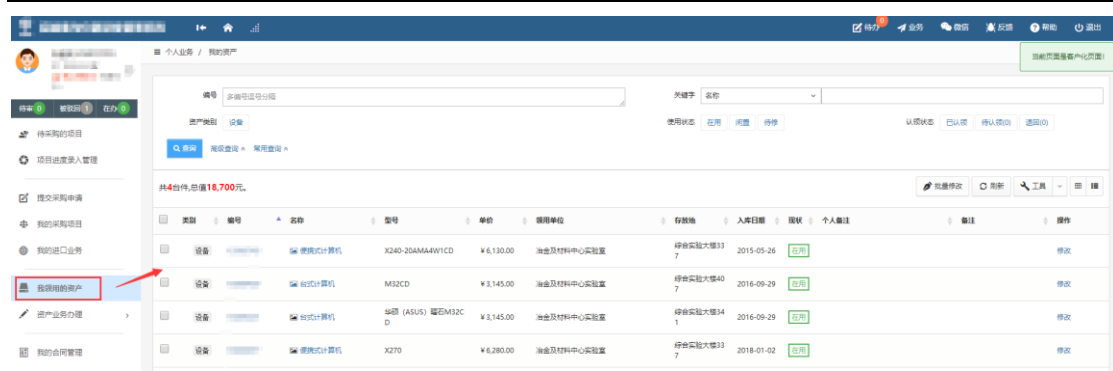 待办 0 业务 微信 反馈 帮助 退出
个人业务 / 我的资产
当前页面是客户化页面!
待审 0 被驳回 1 在办 0
待采购的项目
项目进度录入管理
提交采购申请
我的采购项目
我的进口业务
我领用的资产
资产业务办理
我的合同管理
编号 多编号逗号分隔 关键字 名称
资产类别 设备 使用状态 在用 闲置 待修 认领状态 已认领 待认领(0) 退回(0)
查询 高级查询 常用查询
共4台件,总值18,700元。 批量修改 刷新 工具
类别 编号 名称 型号 单价 领用单位 存放地 入库日期 现状 个人备注 备注 操作
设备 便携式计算机 X240-20AMA4W1CD ￥6,130.00 冶金及材料中心实验室 综合实验大楼33 2015-05-26 在用 修改
7
设备 台式计算机 M32CD ￥3,145.00 冶金及材料中心实验室 综合实验大楼40 2016-09-29 在用 修改
7
设备 台式计算机 华硕（ASUS）曜石M32C ￥3,145.00 冶金及材料中心实验室 综合实验大楼34 2016-09-29 在用 修改
D 1
设备 便携式计算机 X270 ￥6,280.00 冶金及材料中心实验室 综合实验大楼33 2018-01-02 在用 修改
7